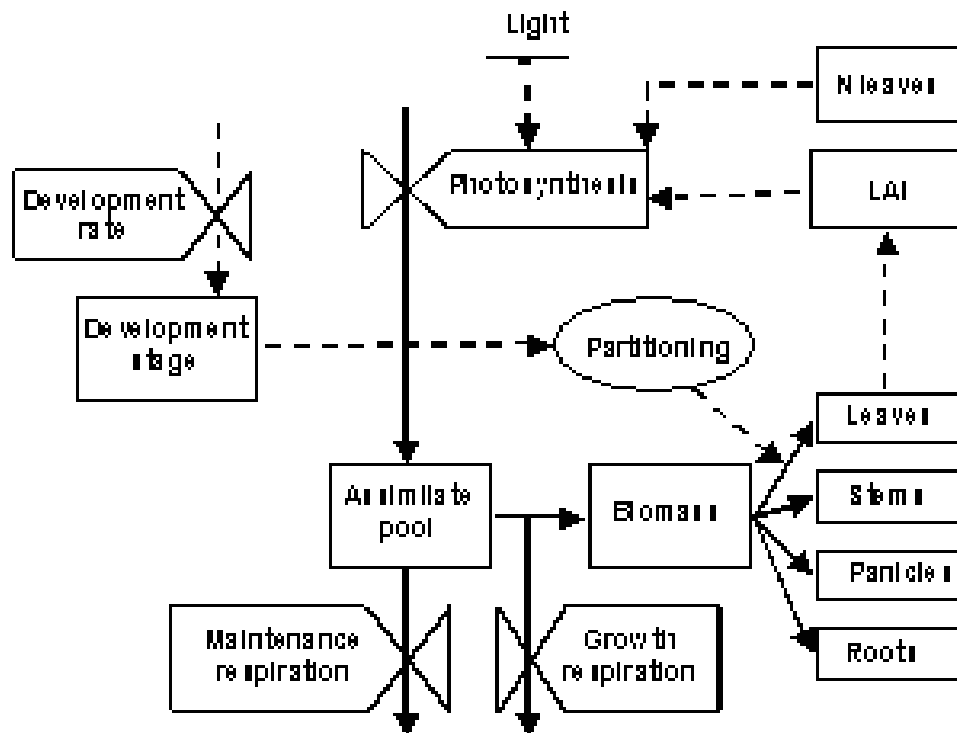 Light
N leaves
Photosynthesis
LAI
Development
rate
Development
stage
Partitioning
Leaves
Assimilate
pool
Biomass
Stems
Panicles
Roots
Maintenance
respiration
Growth
respiration